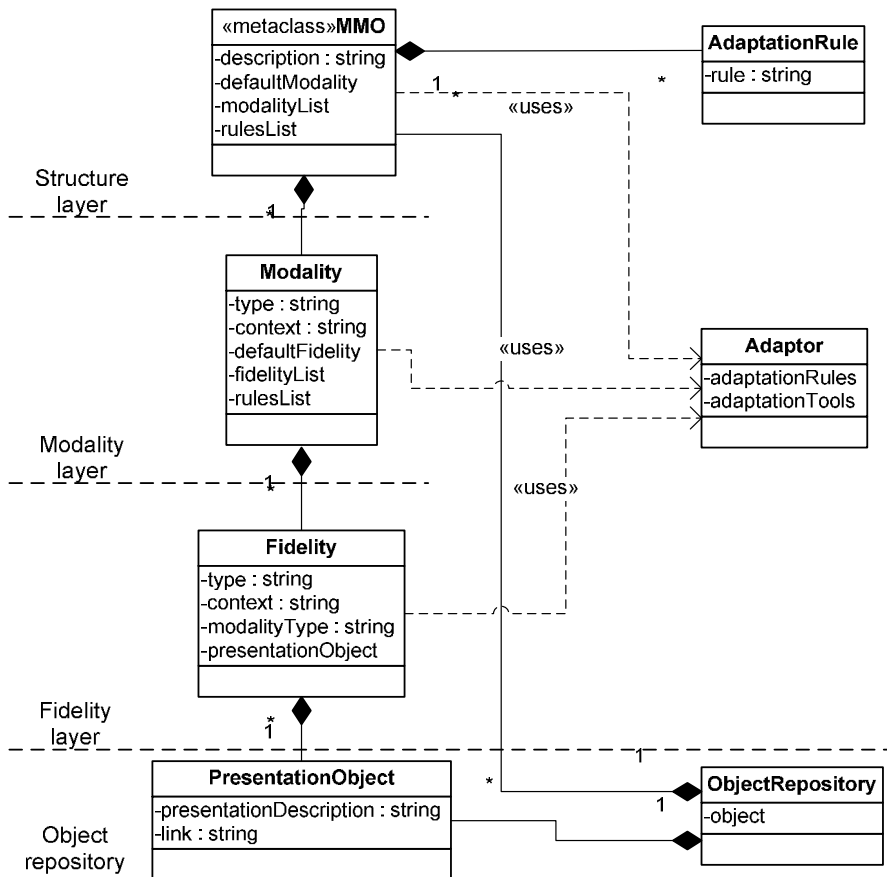 «metaclass»MMO
-description : string
-defaultModality
-modalityList
-rulesList
AdaptationRule
-rule : string
1
*
*
«uses»
Structure
layer
1
*
Modality
-type : string
-context : string
-defaultFidelity
-fidelityList
-rulesList
«uses»
Adaptor
-adaptationRules
-adaptationTools
Modality
layer
1
*
«uses»
Fidelity
-type : string
-context : string
-modalityType : string
-presentationObject
Fidelity
layer
*
1
1
PresentationObject
-presentationDescription : string
-link : string
*
1
ObjectRepository
-object
Object
repository